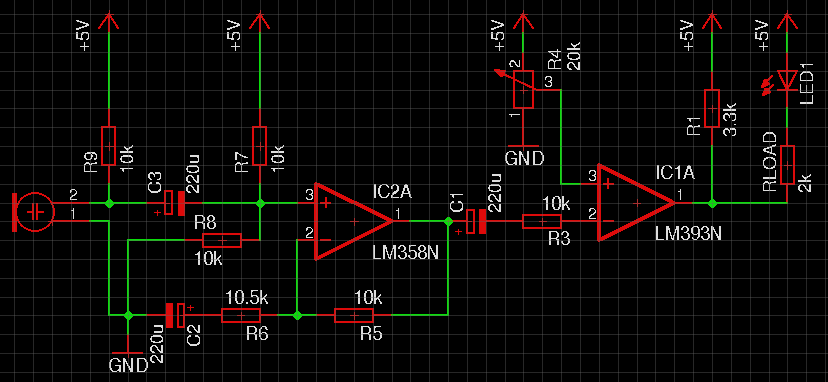 +5V
+5V
+5V
+5V
+5V
R9
10k
R7
10k
2
R4
20k
3
1
GND
R1
3.3k
LED1
RLOAD
2k
C3
220u
2
1
R8
10k
IC2A
3
2
1
LM358N
C1
220u
10k
R3
IC1A
3
2
1
LM393N
220u
C2
10.5k
R6
10k
R5
GND